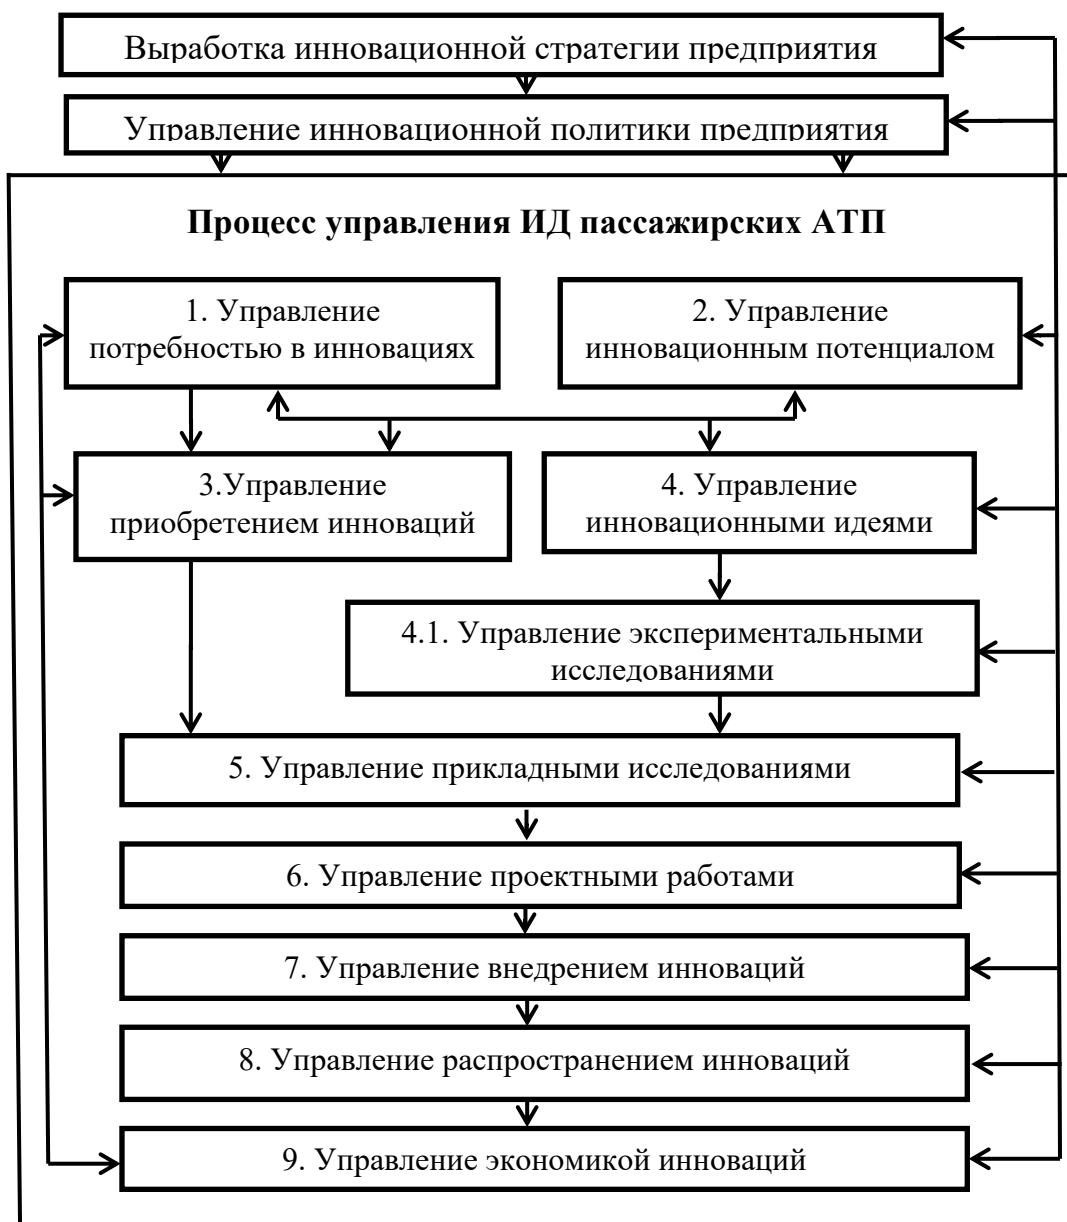 Выработка инновационной стратегии предприятия
Управление инновационной политики предприятия
Процесс управления ИД пассажирских АТП
1. Управление
потребностью в инновациях
2. Управление
инновационным потенциалом
3.Управление
приобретением инноваций
4. Управление
инновационными идеями
4.1. Управление экспериментальными
исследованиями
5. Управление прикладными исследованиями
6. Управление проектными работами
7. Управление внедрением инноваций
8. Управление распространением инноваций
9. Управление экономикой инноваций